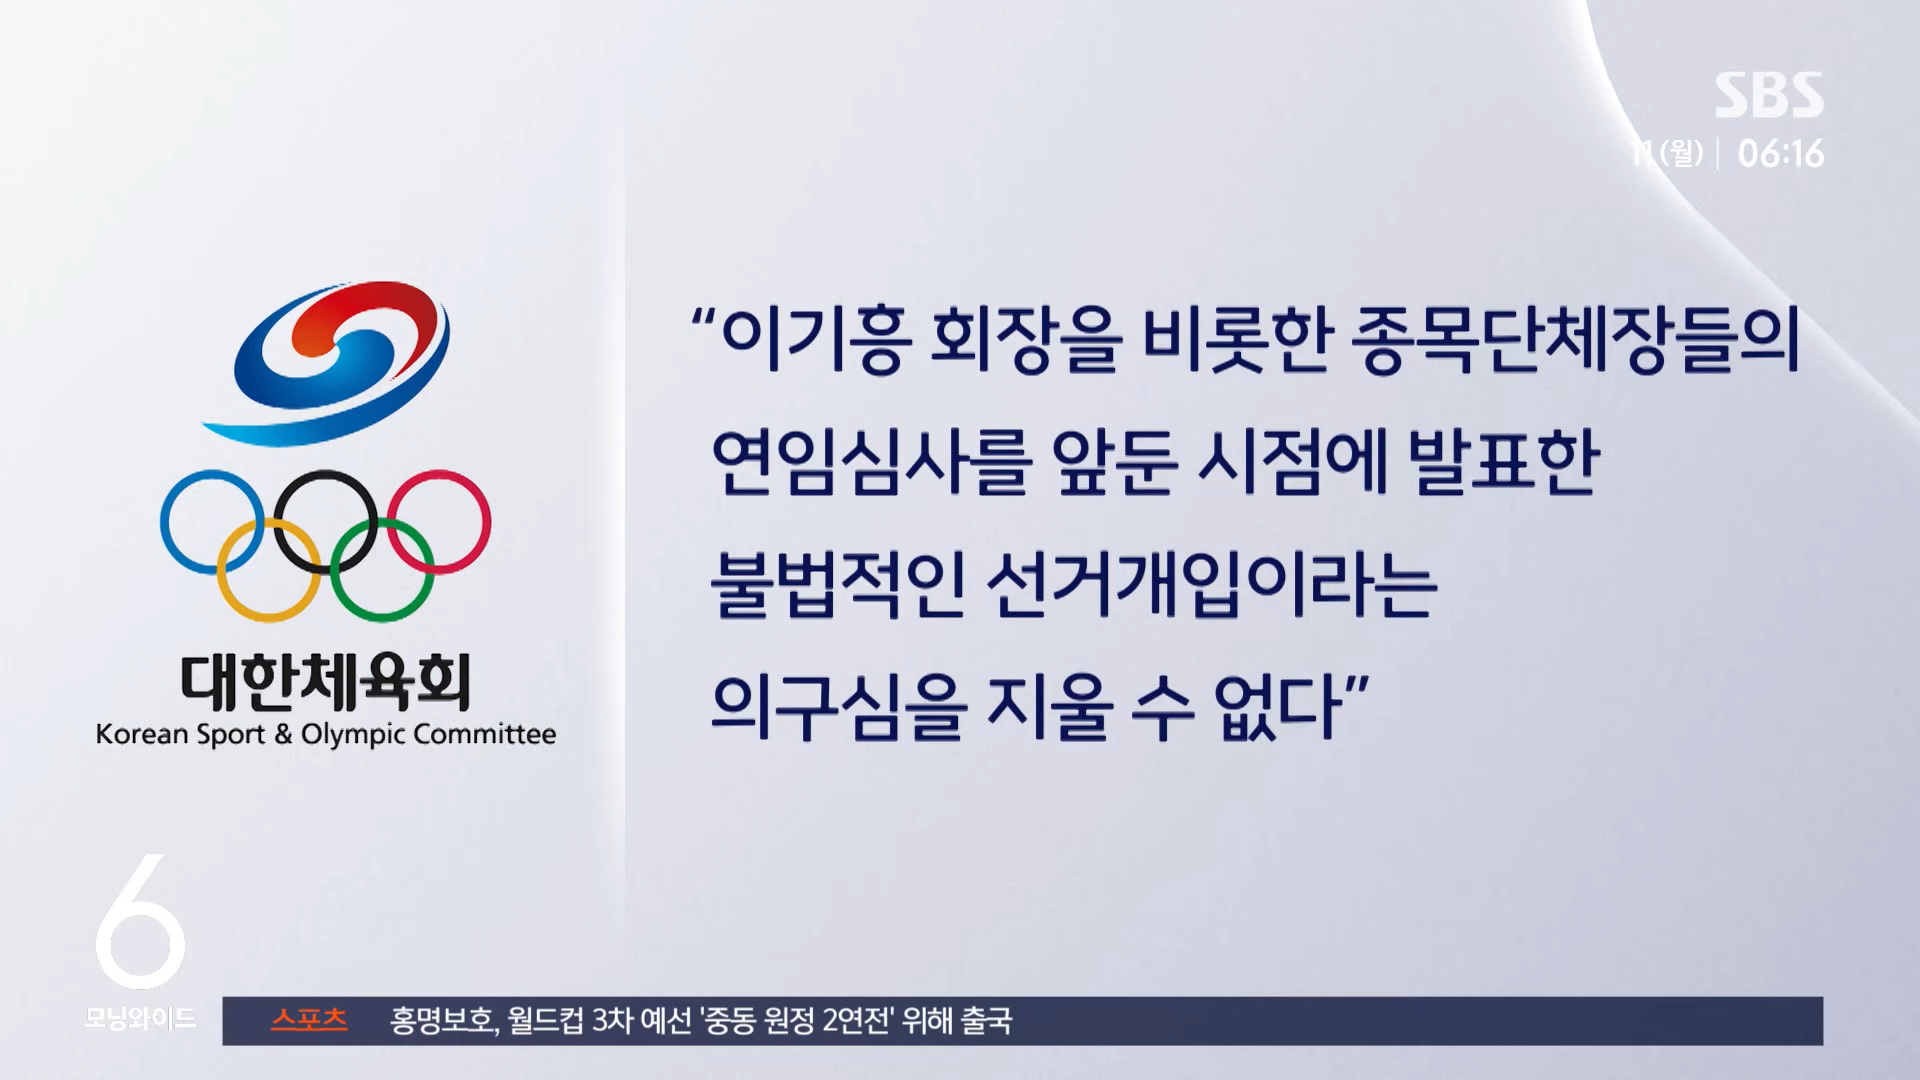 SBS
11(월) | 06:16
“이기흥 회장을 비롯한 종목단체장들의
연임심사를 앞둔 시점에 발표한
불법적인 선거개입이라는
의구심을 지울 수 없다”
대한체육회
Korean Sport & Olympic Committee
6
모닝와이드
스포츠 홍명보호, 월드컵 3차 예선 '중동 원정 2연전' 위해 출국